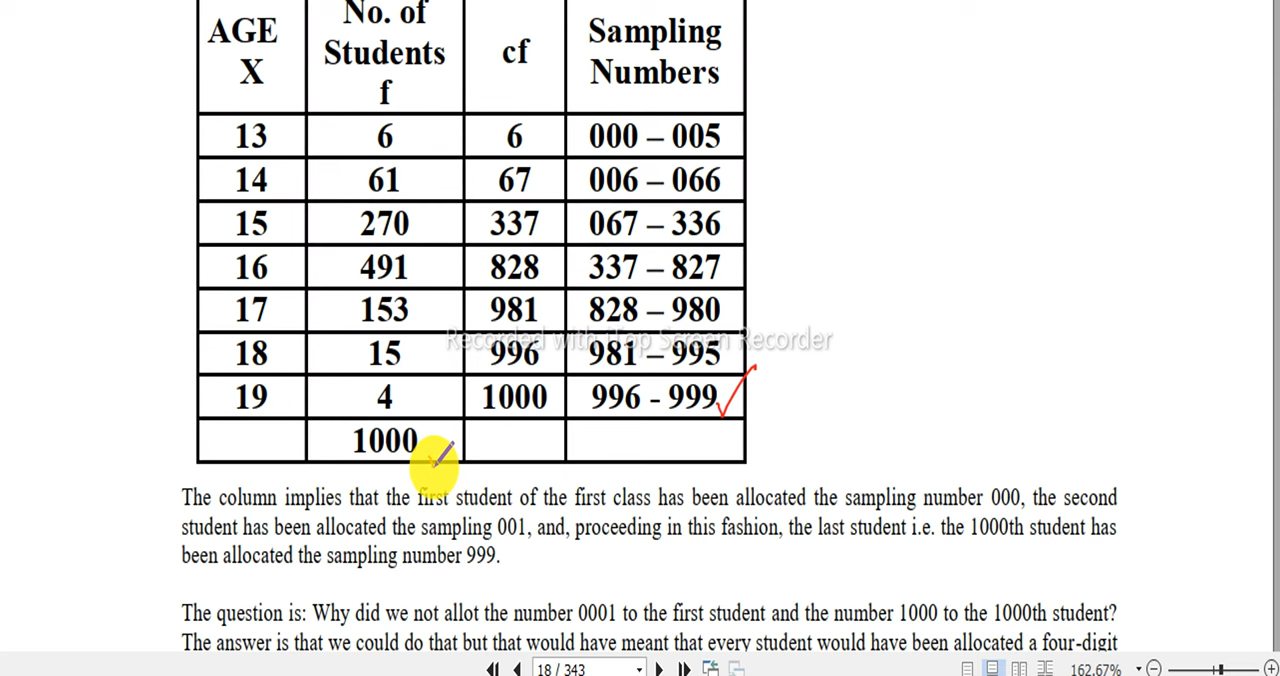 AGE X No. of Students f cf Sampling Numbers
13 6 6 000 – 005
14 61 67 006 – 066
15 270 337 067 – 336
16 491 828 337 – 827
17 153 981 828 – 980
Recorded with iTop Screen Recorder
18 15 996 981 – 995
19 4 1000 996 - 999
1000
The column implies that the first student of the first class has been allocated the sampling number 000, the second
student has been allocated the sampling 001, and, proceeding in this fashion, the last student i.e. the 1000th student has
been allocated the sampling number 999.
The question is: Why did we not allot the number 0001 to the first student and the number 1000 to the 1000th student?
The answer is that we could do that but that would have meant that every student would have been allocated a four-digit
18 / 343
162.67%